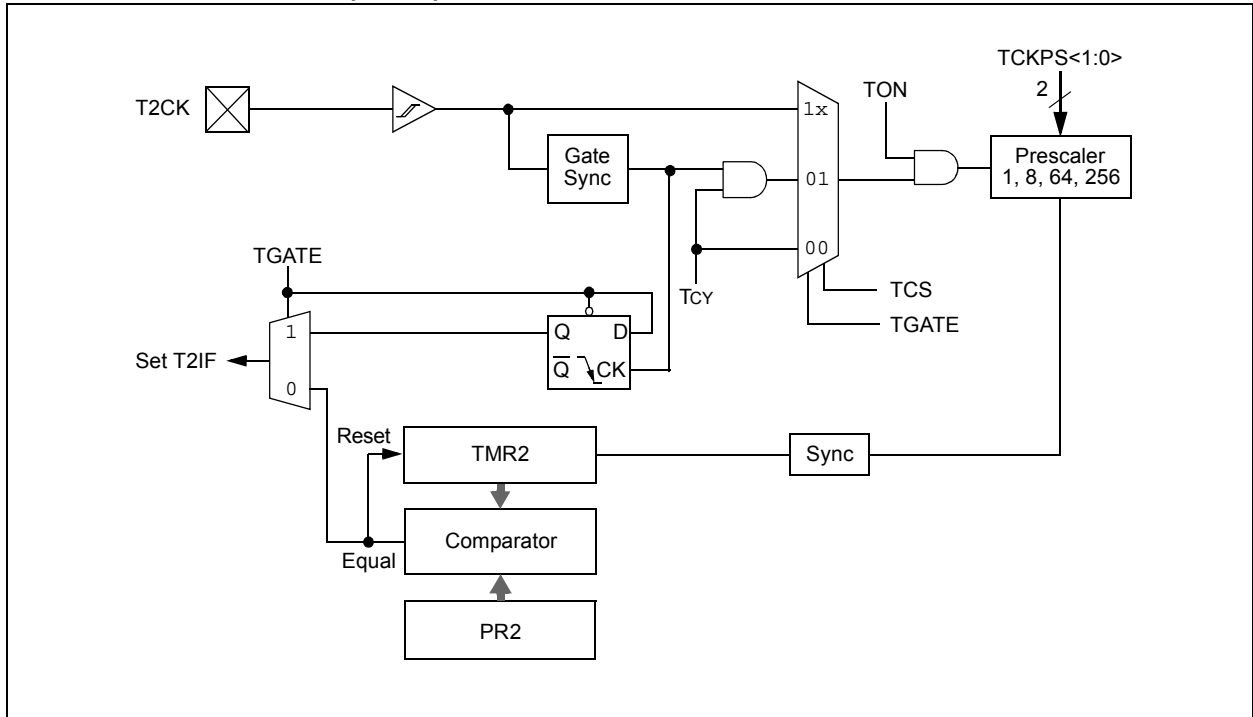 TCKPS<1:0>
2
TON
T2CK
1x
Gate
Sync
Prescaler
1, 8, 64, 256
01
00
TGATE
TCY
TCS
TGATE
1
Q
D
Set T2IF
Q
CK
0
Reset
TMR2
Sync
Comparator
Equal
PR2